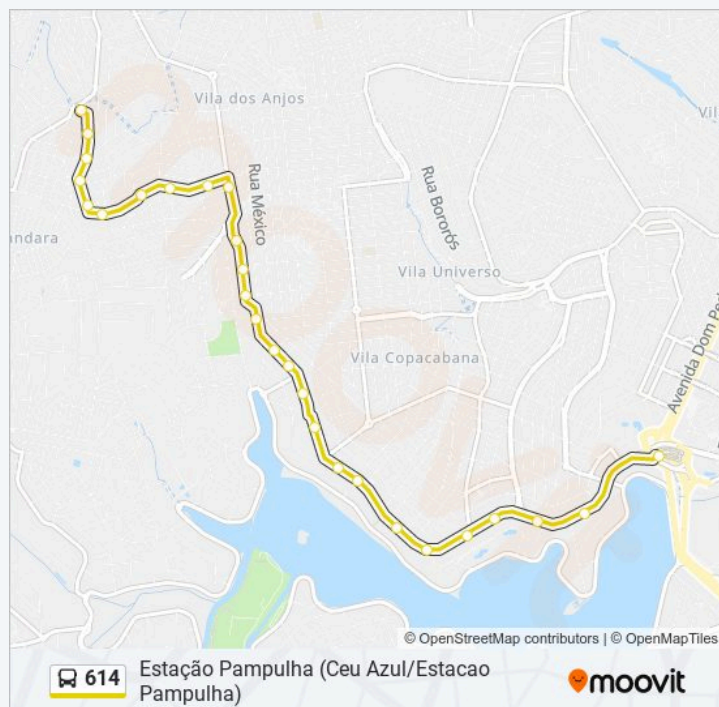 Vila dos Anjos
Rua México
Rua Bororós
andara
Vila Universo
Vila Copacabana
Avenida Dom Ped
© OpenStreetMap contributors | © OpenMapTiles
614
Estação Pampulha (Ceu Azul/Estacao
Pampulha)
moovit